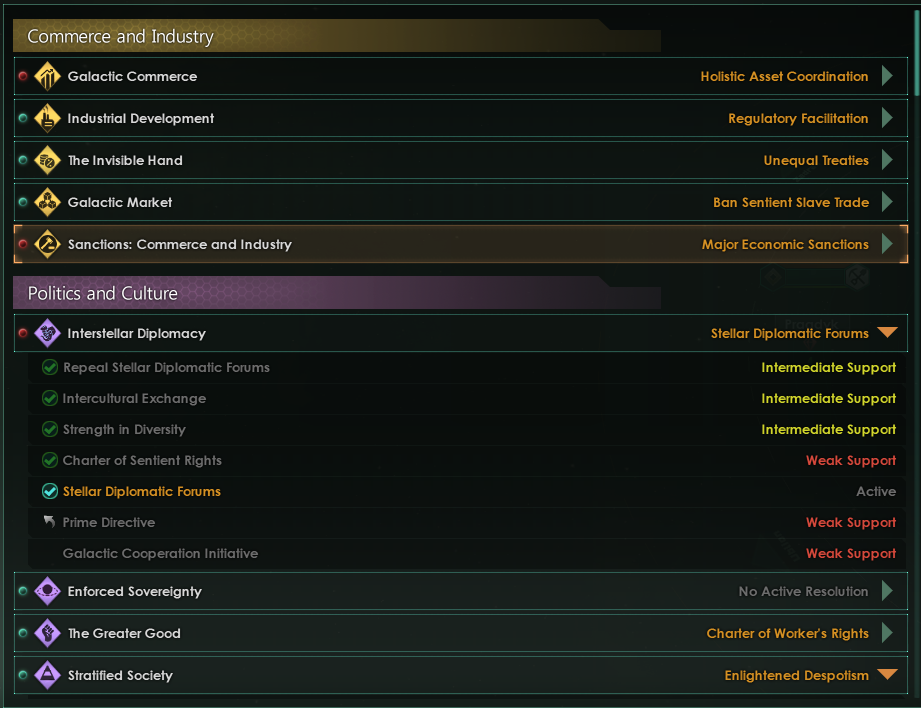 Commerce and Industry
Galactic Commerce Holistic Asset Coordination
Industrial Development Regulatory Facilitation
The Invisible Hand Unequal Treaties
Galactic Market Ban Sentient Slave Trade
Sanctions: Commerce and Industry Major Economic Sanctions
Politics and Culture
Interstellar Diplomacy Stellar Diplomatic Forums
Repeal Stellar Diplomatic Forums Intermediate Support
Intercultural Exchange Intermediate Support
Strength in Diversity Intermediate Support
Charter of Sentient Rights Weak Support
Stellar Diplomatic Forums Active
Prime Directive Weak Support
Galactic Cooperation Initiative Weak Support
Enforced Sovereignty No Active Resolution
The Greater Good Charter of Worker's Rights
Stratified Society Enlightened Despotism